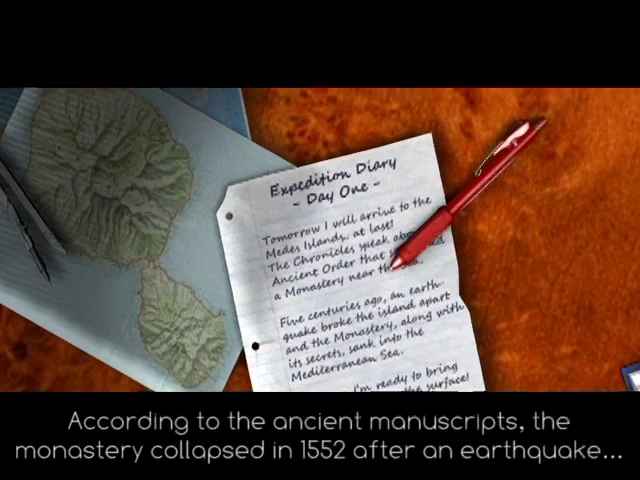 Expedition Diary
- Day One -
Tomorrow I will arrive to the
Medes Islands, at last!
The Chronicles speak
Ancient Order that
a Monastery near
Five centuries ago, an earth-
quake broke the island apart
and the Monastery, along with
its secrets, sank into the
Mediterranean Sea.
I'm ready to bring
the surface!
According to the ancient manuscripts, the
monastery collapsed in 1552 after an earthquake...